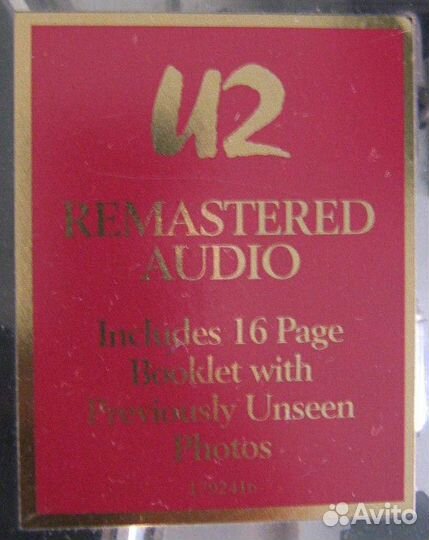 U2
REMASTERED
AUDIO
Includes 16 Page
Booklet with
Previously Unseen
Photos
Avito